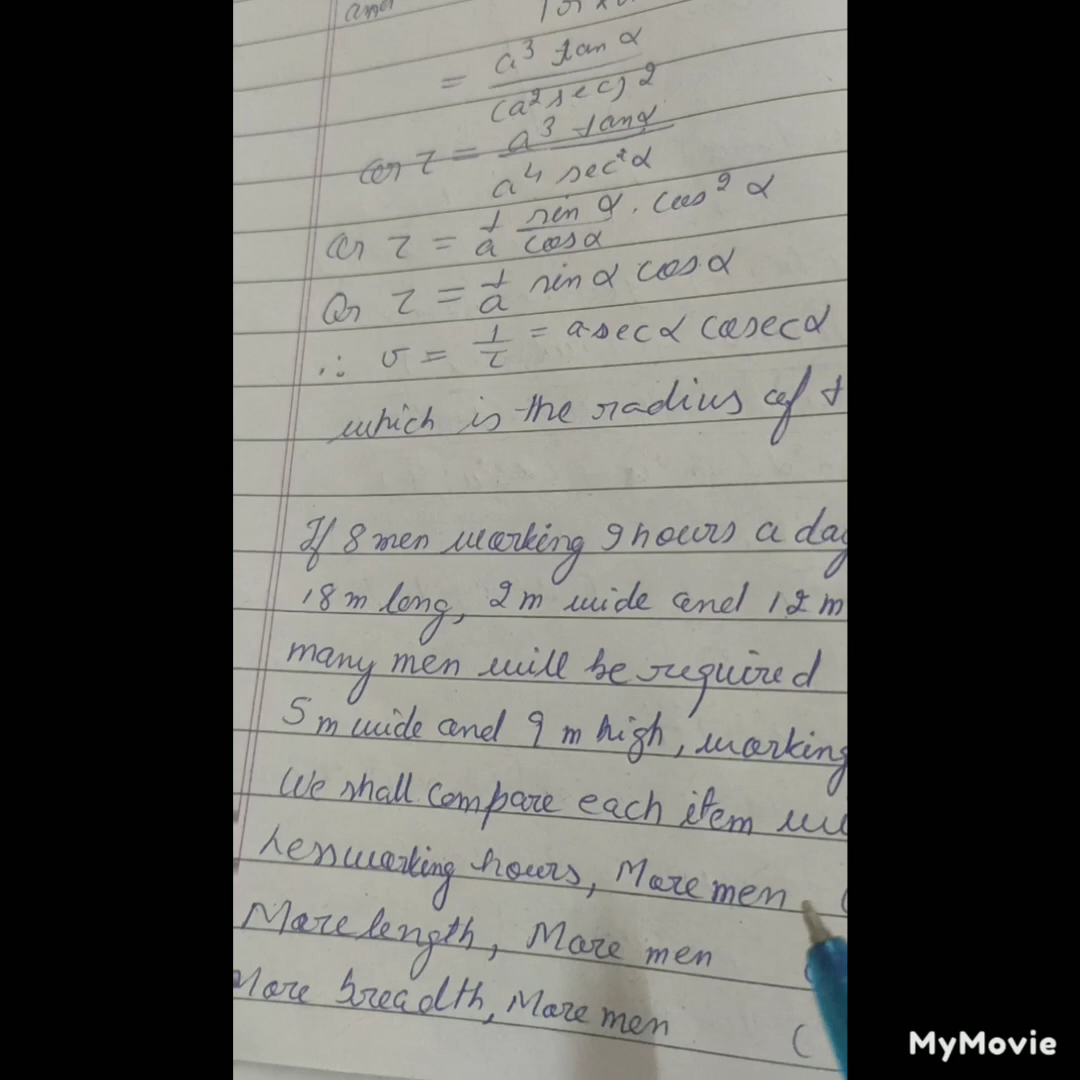 and
= a³ tan α / (a² sec)²
or τ = a³ tan α / a⁴ sec² α
or τ = 1/a sin α / cos α . cos² α
Or τ = 1/a sin α cos α
∴ σ = 1/τ = a sec α cosec α
which is the radius of t
If 8 men working 9 hours a day
18 m long, 2 m wide and 12 m
many men will be required
5 m wide and 9 m high, working
We shall compare each item
Less working hours, More men (
More length, More men (
More breadth, More men (
MyMovie